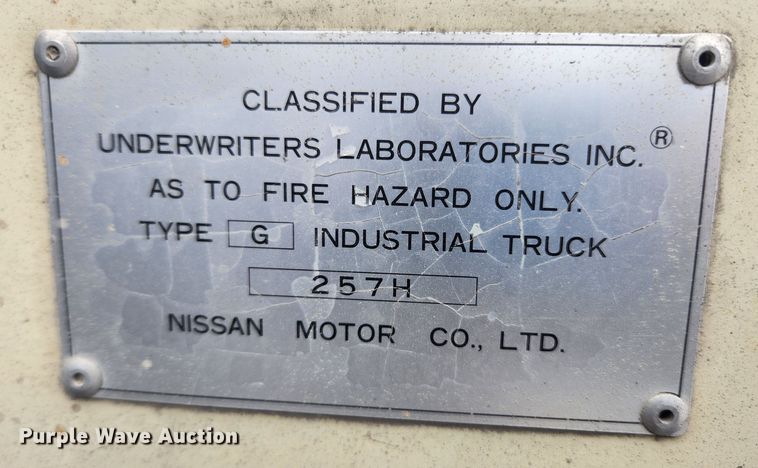 CLASSIFIED BY
UNDERWRITERS LABORATORIES INC.®
AS TO FIRE HAZARD ONLY.
TYPE G INDUSTRIAL TRUCK
257H
NISSAN MOTOR CO., LTD.
Purple Wave Auction